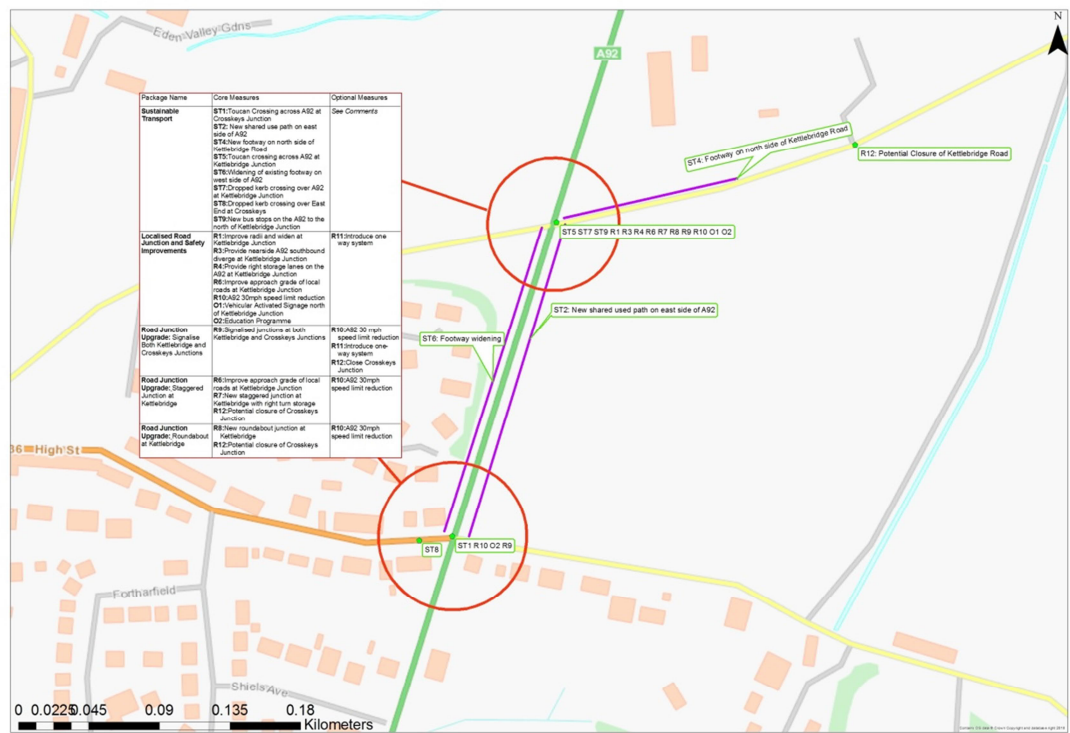 Eden Valley Gdns
A92
N
Package Name Core Measures Optional Measures
Sustainable
Transport
ST1:Toucan Crossing across A92 at
Crosskeys Junction
ST2: New shared use path on east
side of A92
ST4:New footway on north side of
Kettlebridge Road
ST5:Toucan crossing across A92 at
Kettlebridge Junction
ST6:Widening of existing footway on
west side of A92
ST7:Dropped kerb crossing over A92
at Kettlebridge Junction
ST8:Dropped kerb crossing over East
End at Crosskeys
ST9:New bus stops on the A92 to the
north of Kettlebridge Junction
See Comments
Localised Road
Junction and Safety
Improvements
R1:Improve radii and widen at
Kettlebridge Junction
R3:Provide nearside A92 southbound
diverge at Kettlebridge Junction
R4:Provide right storage lanes on the
A92 at Kettlebridge Junction
R6:Improve approach grade of local
roads at Kettlebridge Junction
R10:A92 30mph speed limit reduction
O1:Vehicular Activated Signage north
of Kettlebridge Junction
O2:Education Programme
R11:Introduce one
way system
Road Junction
Upgrade: Signalise
Both Kettlebridge and
Crosskeys Junctions
R9:Signalised junctions at both
Kettlebridge and Crosskeys Junctions
R10:A92 30 mph
speed limit reduction
R11:Introduce one-
way system
R12:Close Crosskeys
Junction
Road Junction
Upgrade: Staggered
Junction at
Kettlebridge
R6:Improve approach grade of local
roads at Kettlebridge Junction
R7:New staggered junction at
Kettlebridge with right turn storage
R12:Potential closure of Crosskeys
Junction
R10:A92 30mph
speed limit reduction
Road Junction
Upgrade: Roundabout
at Kettlebridge
R8:New roundabout junction at
Kettlebridge
R12:Potential closure of Crosskeys
Junction
R10:A92 30mph
speed limit reduction
ST4: Footway on north side of Kettlebridge Road
R12: Potential Closure of Kettlebridge Road
ST5 ST7 ST9 R1 R3 R4 R6 R7 R8 R9 R10 O1 O2
ST2: New shared used path on east side of A92
ST6: Footway widening
36 High St
ST8
ST1 R10 O2 R9
Fortharfield
Shiels Ave
0 0.0225 0.045 0.09 0.135 0.18
Kilometers